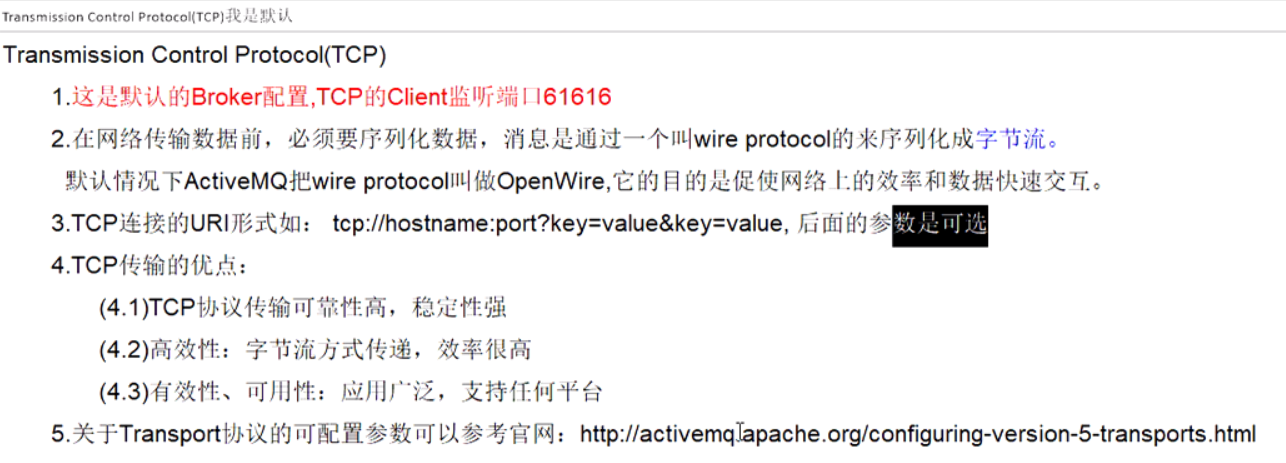 Transmission Control Protocol(TCP)我是默认
Transmission Control Protocol(TCP)
1.这是默认的Broker配置,TCP的Client监听端口61616
2.在网络传输数据前，必须要序列化数据，消息是通过一个叫wire protocol的来序列化成字节流。
默认情况下ActiveMQ把wire protocol叫做OpenWire,它的目的是促使网络上的效率和数据快速交互。
3.TCP连接的URI形式如： tcp://hostname:port?key=value&key=value, 后面的参数是可选
4.TCP传输的优点：
(4.1)TCP协议传输可靠性高，稳定性强
(4.2)高效性：字节流方式传递，效率很高
(4.3)有效性、可用性：应用广泛，支持任何平台
5.关于Transport协议的可配置参数可以参考官网：http://activemq.apache.org/configuring-version-5-transports.html